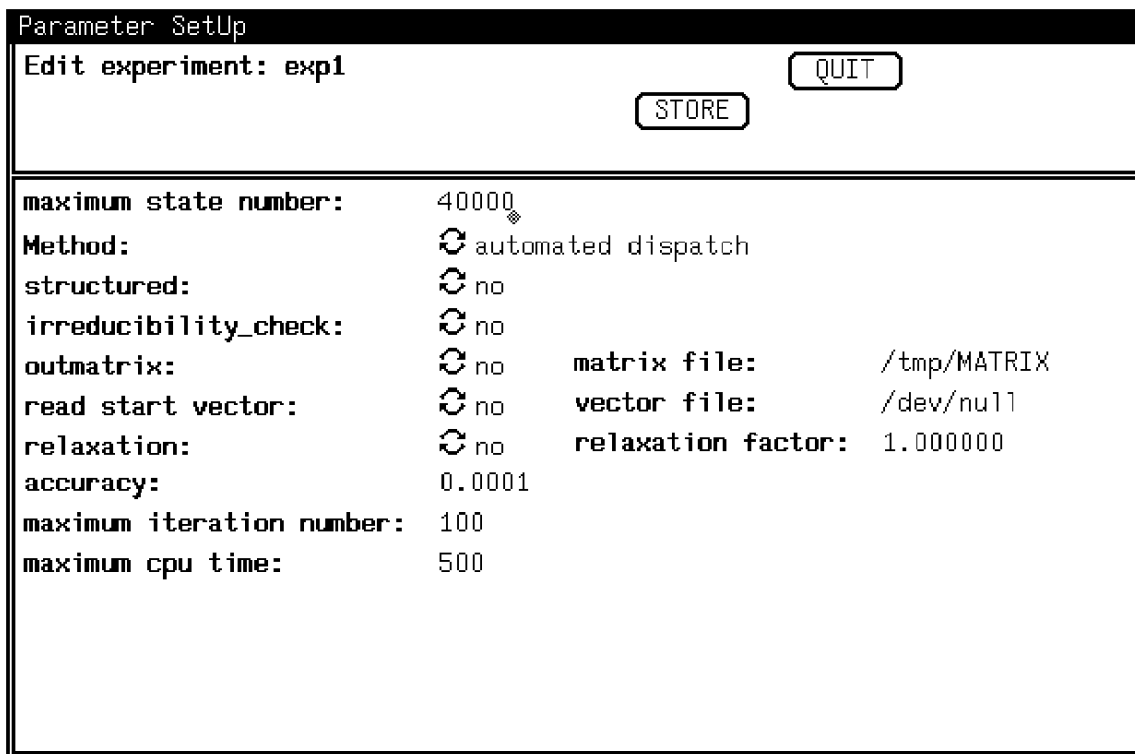 Parameter SetUp
Edit experiment: exp1
QUIT
STORE
maximum state number: 40000
Method: automated dispatch
structured: no
irreducibility_check: no
outmatrix: no matrix file: /tmp/MATRIX
read start vector: no vector file: /dev/null
relaxation: no relaxation factor: 1.000000
accuracy: 0.0001
maximum iteration number: 100
maximum cpu time: 500